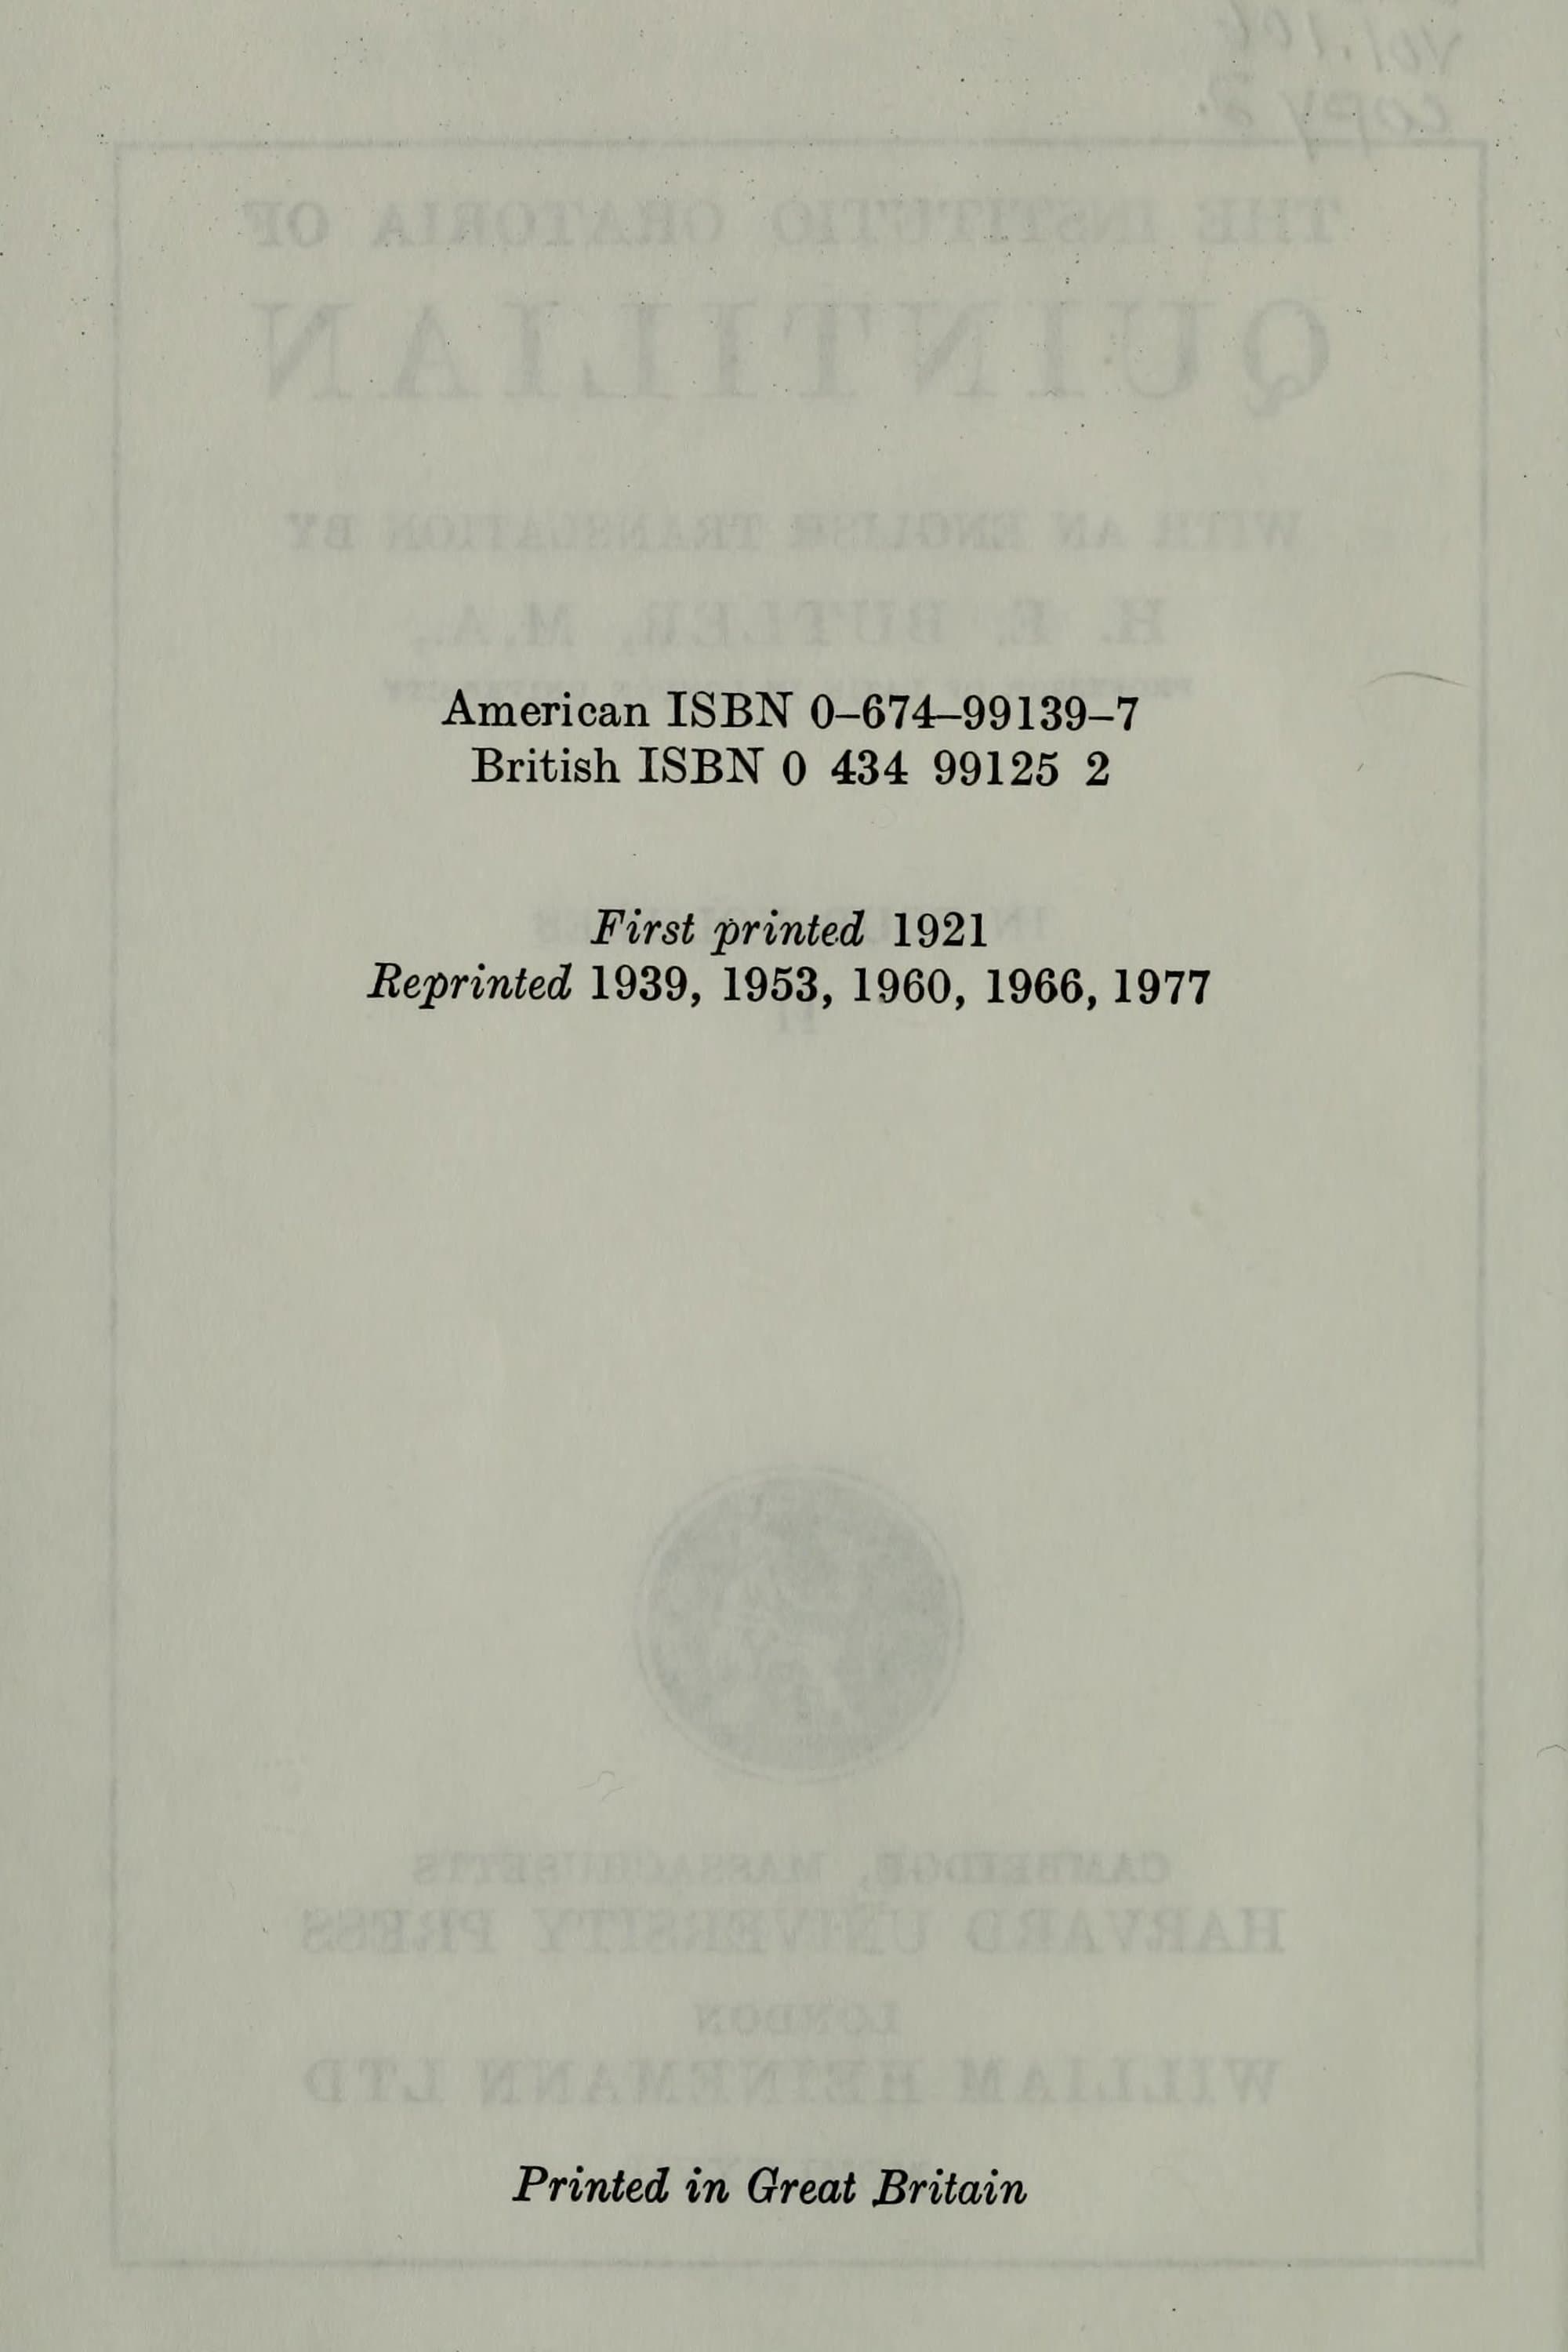 American ISBN 0–674–99139–7
British ISBN 0 434 99125 2
First printed 1921
Reprinted 1939, 1953, 1960, 1966, 1977
Printed in Great Britain